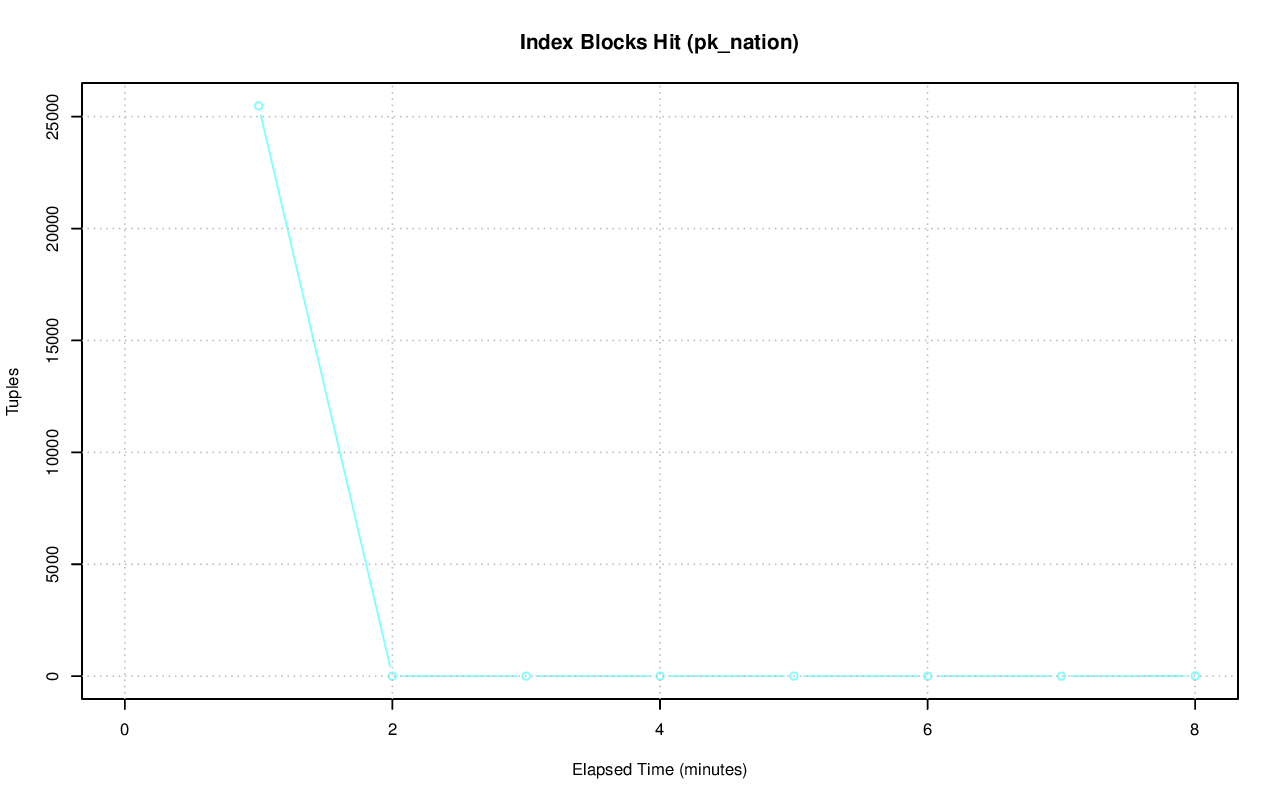 Index Blocks Hit (pk_nation)
25000
20000
15000
10000
5000
0
Tuples
0 2 4 6 8
Elapsed Time (minutes)